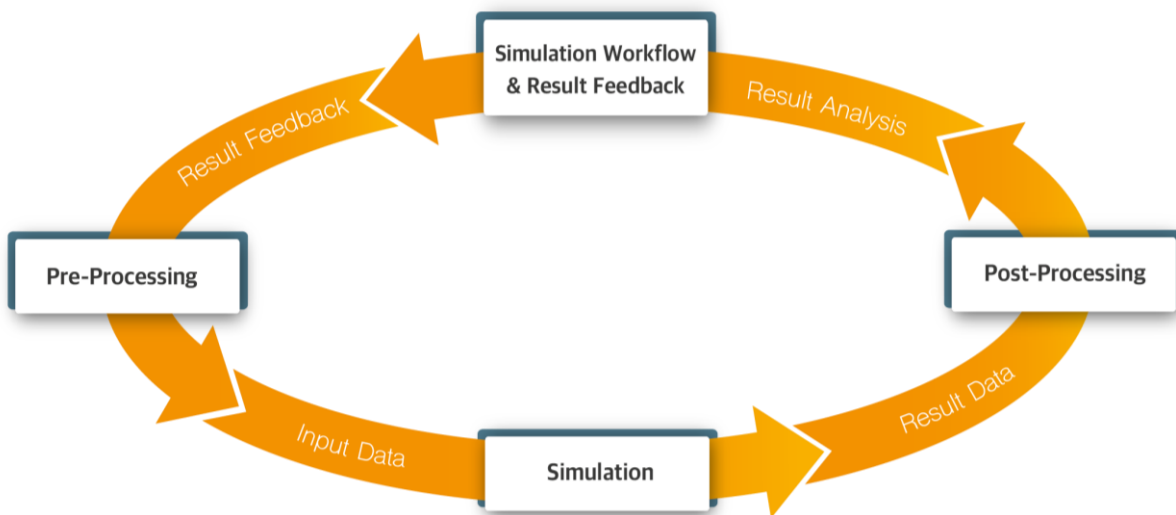 Simulation Workflow
& Result Feedback
Result Feedback
Result Analysis
Pre-Processing
Post-Processing
Input Data
Result Data
Simulation